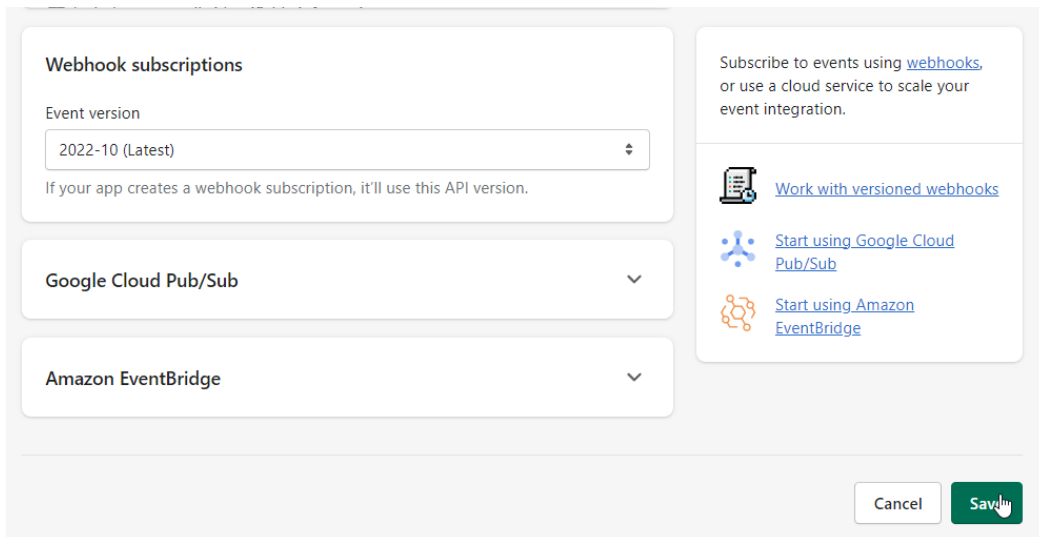 Webhook subscriptions
Event version
2022-10 (Latest)
If your app creates a webhook subscription, it'll use this API version.
Google Cloud Pub/Sub
Amazon EventBridge
Subscribe to events using webhooks,
or use a cloud service to scale your
event integration.
Work with versioned webhooks
Start using Google Cloud
Pub/Sub
Start using Amazon
EventBridge
Cancel
Save